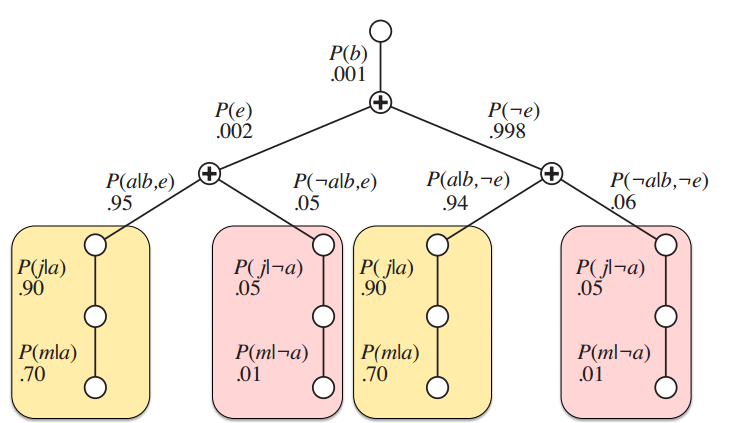 P(b)
.001
P(e)
.002
P(¬e)
.998
P(a|b,e)
.95
P(¬a|b,e)
.05
P(a|b,¬e)
.94
P(¬a|b,¬e)
.06
P(j|a)
.90
P(m|a)
.70
P(j|¬a)
.05
P(m|¬a)
.01
P(j|a)
.90
P(m|a)
.70
P(j|¬a)
.05
P(m|¬a)
.01